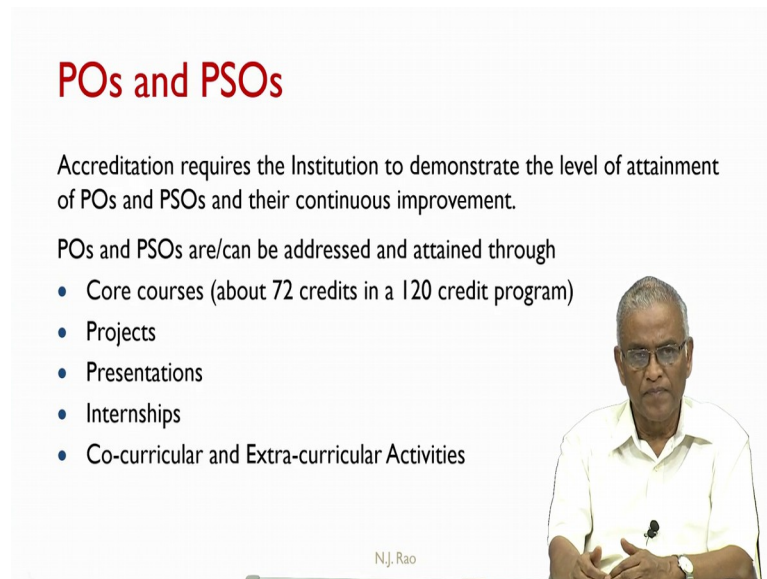 POs and PSOs
Accreditation requires the Institution to demonstrate the level of attainment
of POs and PSOs and their continuous improvement.
POs and PSOs are/can be addressed and attained through
• Core courses (about 72 credits in a 120 credit program)
• Projects
• Presentations
• Internships
• Co-curricular and Extra-curricular Activities
N.J. Rao